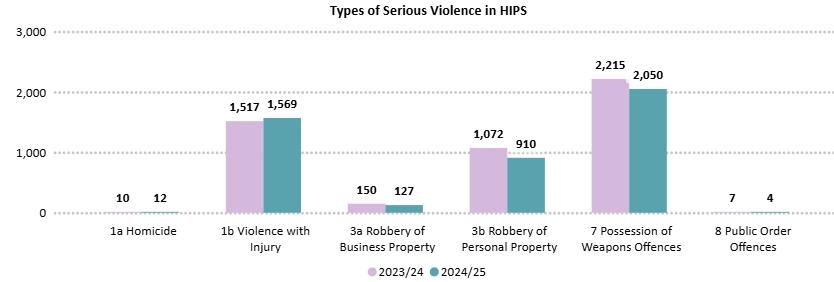 Types of Serious Violence in HIPS
3,000
2,000
1,000
0
10
12
1,517
1,569
150
127
1,072
910
2,215
2,050
7
4
1a Homicide
1b Violence with
Injury
3a Robbery of
Business Property
3b Robbery of
Personal Property
7 Possession of
Weapons Offences
8 Public Order
Offences
2023/24
2024/25